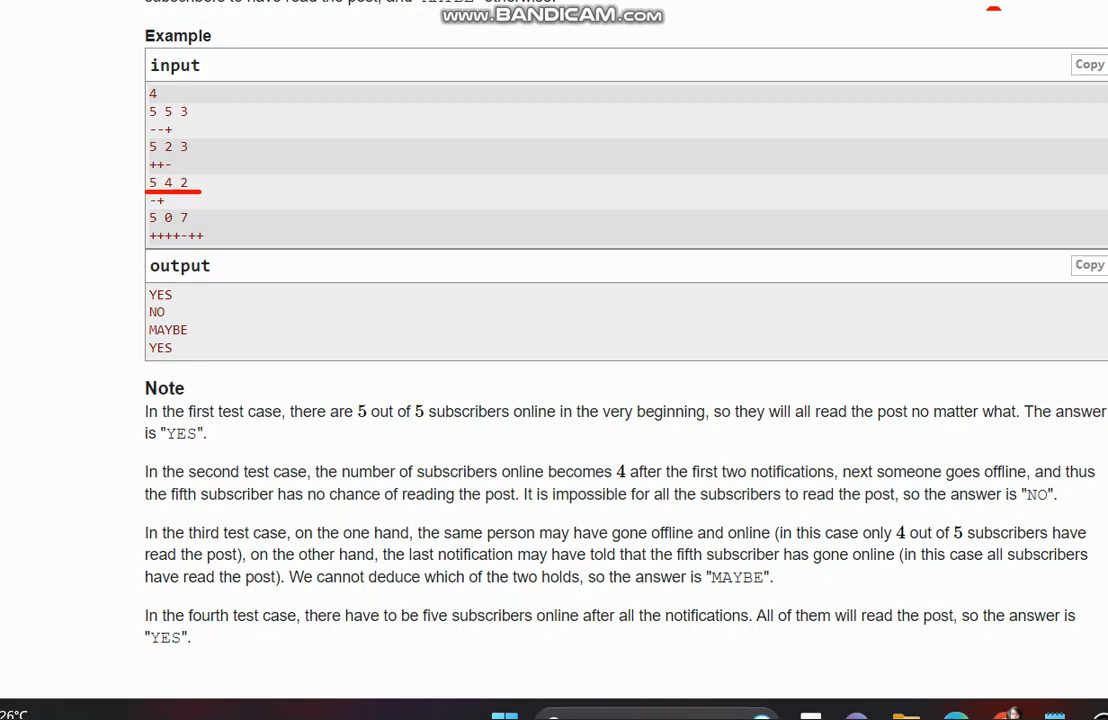 subscribers to have read the post, and "MAYBE" otherwise.
www.BANDICAM.com
Example
input
Copy
4
5 5 3
--+
5 2 3
++-
5 4 2
-+
5 0 7
++++-++
output
Copy
YES
NO
MAYBE
YES
Note
In the first test case, there are 5 out of 5 subscribers online in the very beginning, so they will all read the post no matter what. The answer
is "YES".
In the second test case, the number of subscribers online becomes 4 after the first two notifications, next someone goes offline, and thus
the fifth subscriber has no chance of reading the post. It is impossible for all the subscribers to read the post, so the answer is "NO".
In the third test case, on the one hand, the same person may have gone offline and online (in this case only 4 out of 5 subscribers have
read the post), on the other hand, the last notification may have told that the fifth subscriber has gone online (in this case all subscribers
have read the post). We cannot deduce which of the two holds, so the answer is "MAYBE".
In the fourth test case, there have to be five subscribers online after all the notifications. All of them will read the post, so the answer is
"YES".
26°C